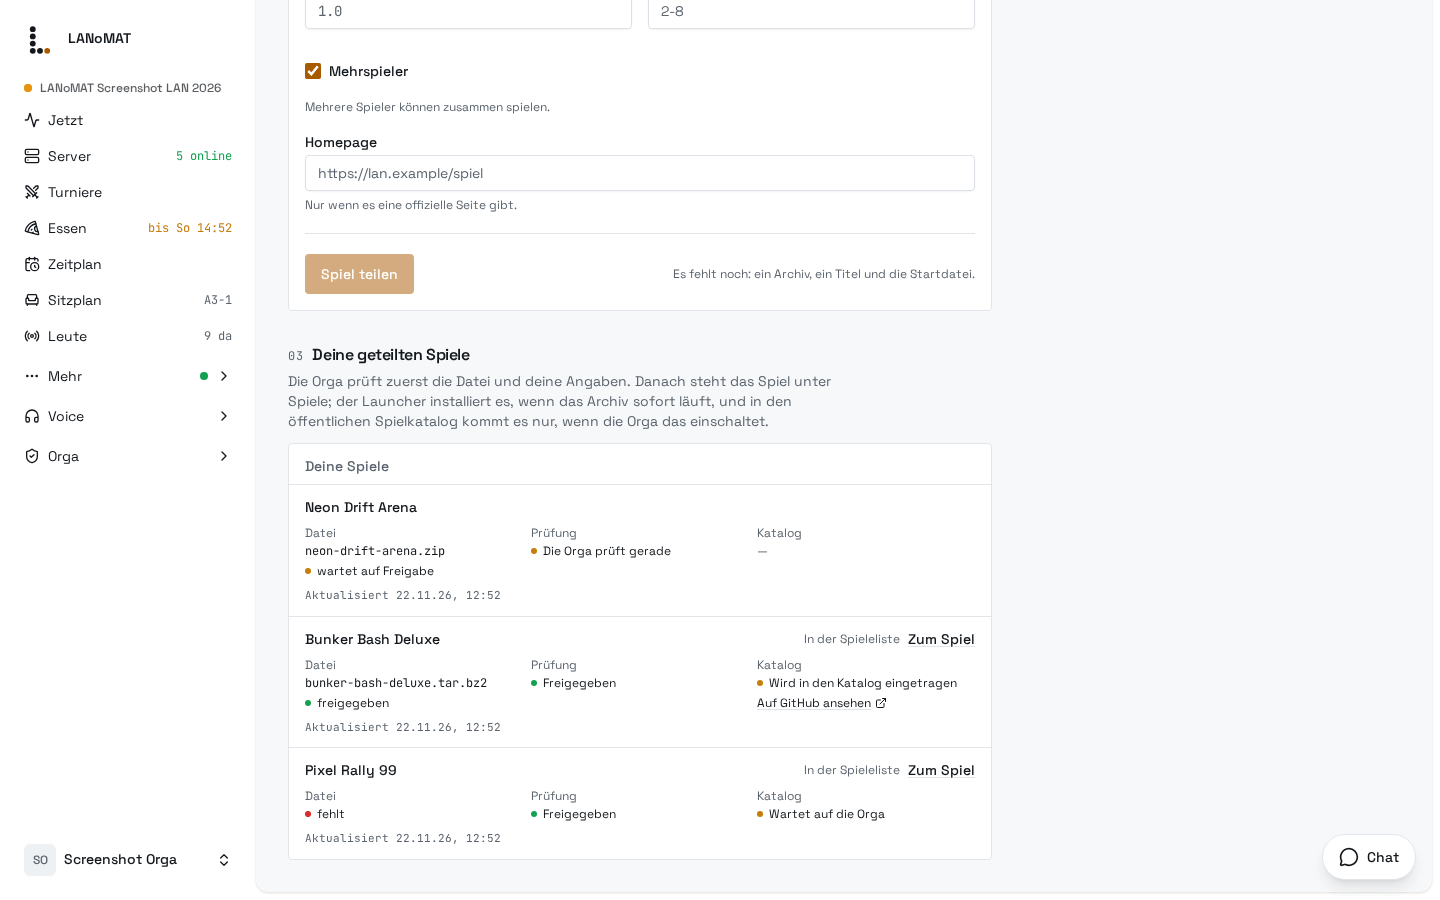 LANoMAT
LANoMAT Screenshot LAN 2026
Jetzt
Server 5 online
Turniere
Essen bis So 14:52
Zeitplan
Sitzplan A3-1
Leute 9 da
Mehr
Voice
Orga
SO Screenshot Orga
1.0 2-8
Mehrspieler
Mehrere Spieler können zusammen spielen.
Homepage
https://lan.example/spiel
Nur wenn es eine offizielle Seite gibt.
Spiel teilen Es fehlt noch: ein Archiv, ein Titel und die Startdatei.
03 Deine geteilten Spiele
Die Orga prüft zuerst die Datei und deine Angaben. Danach steht das Spiel unter
Spiele; der Launcher installiert es, wenn das Archiv sofort läuft, und in den
öffentlichen Spielkatalog kommt es nur, wenn die Orga das einschaltet.
Deine Spiele
Neon Drift Arena
Datei Prüfung Katalog
neon-drift-arena.zip Die Orga prüft gerade —
wartet auf Freigabe
Aktualisiert 22.11.26, 12:52
Bunker Bash Deluxe In der Spieleliste Zum Spiel
Datei Prüfung Katalog
bunker-bash-deluxe.tar.bz2 Freigegeben Wird in den Katalog eingetragen
freigegeben Auf GitHub ansehen
Aktualisiert 22.11.26, 12:52
Pixel Rally 99 In der Spieleliste Zum Spiel
Datei Prüfung Katalog
fehlt Freigegeben Wartet auf die Orga
Aktualisiert 22.11.26, 12:52
Chat